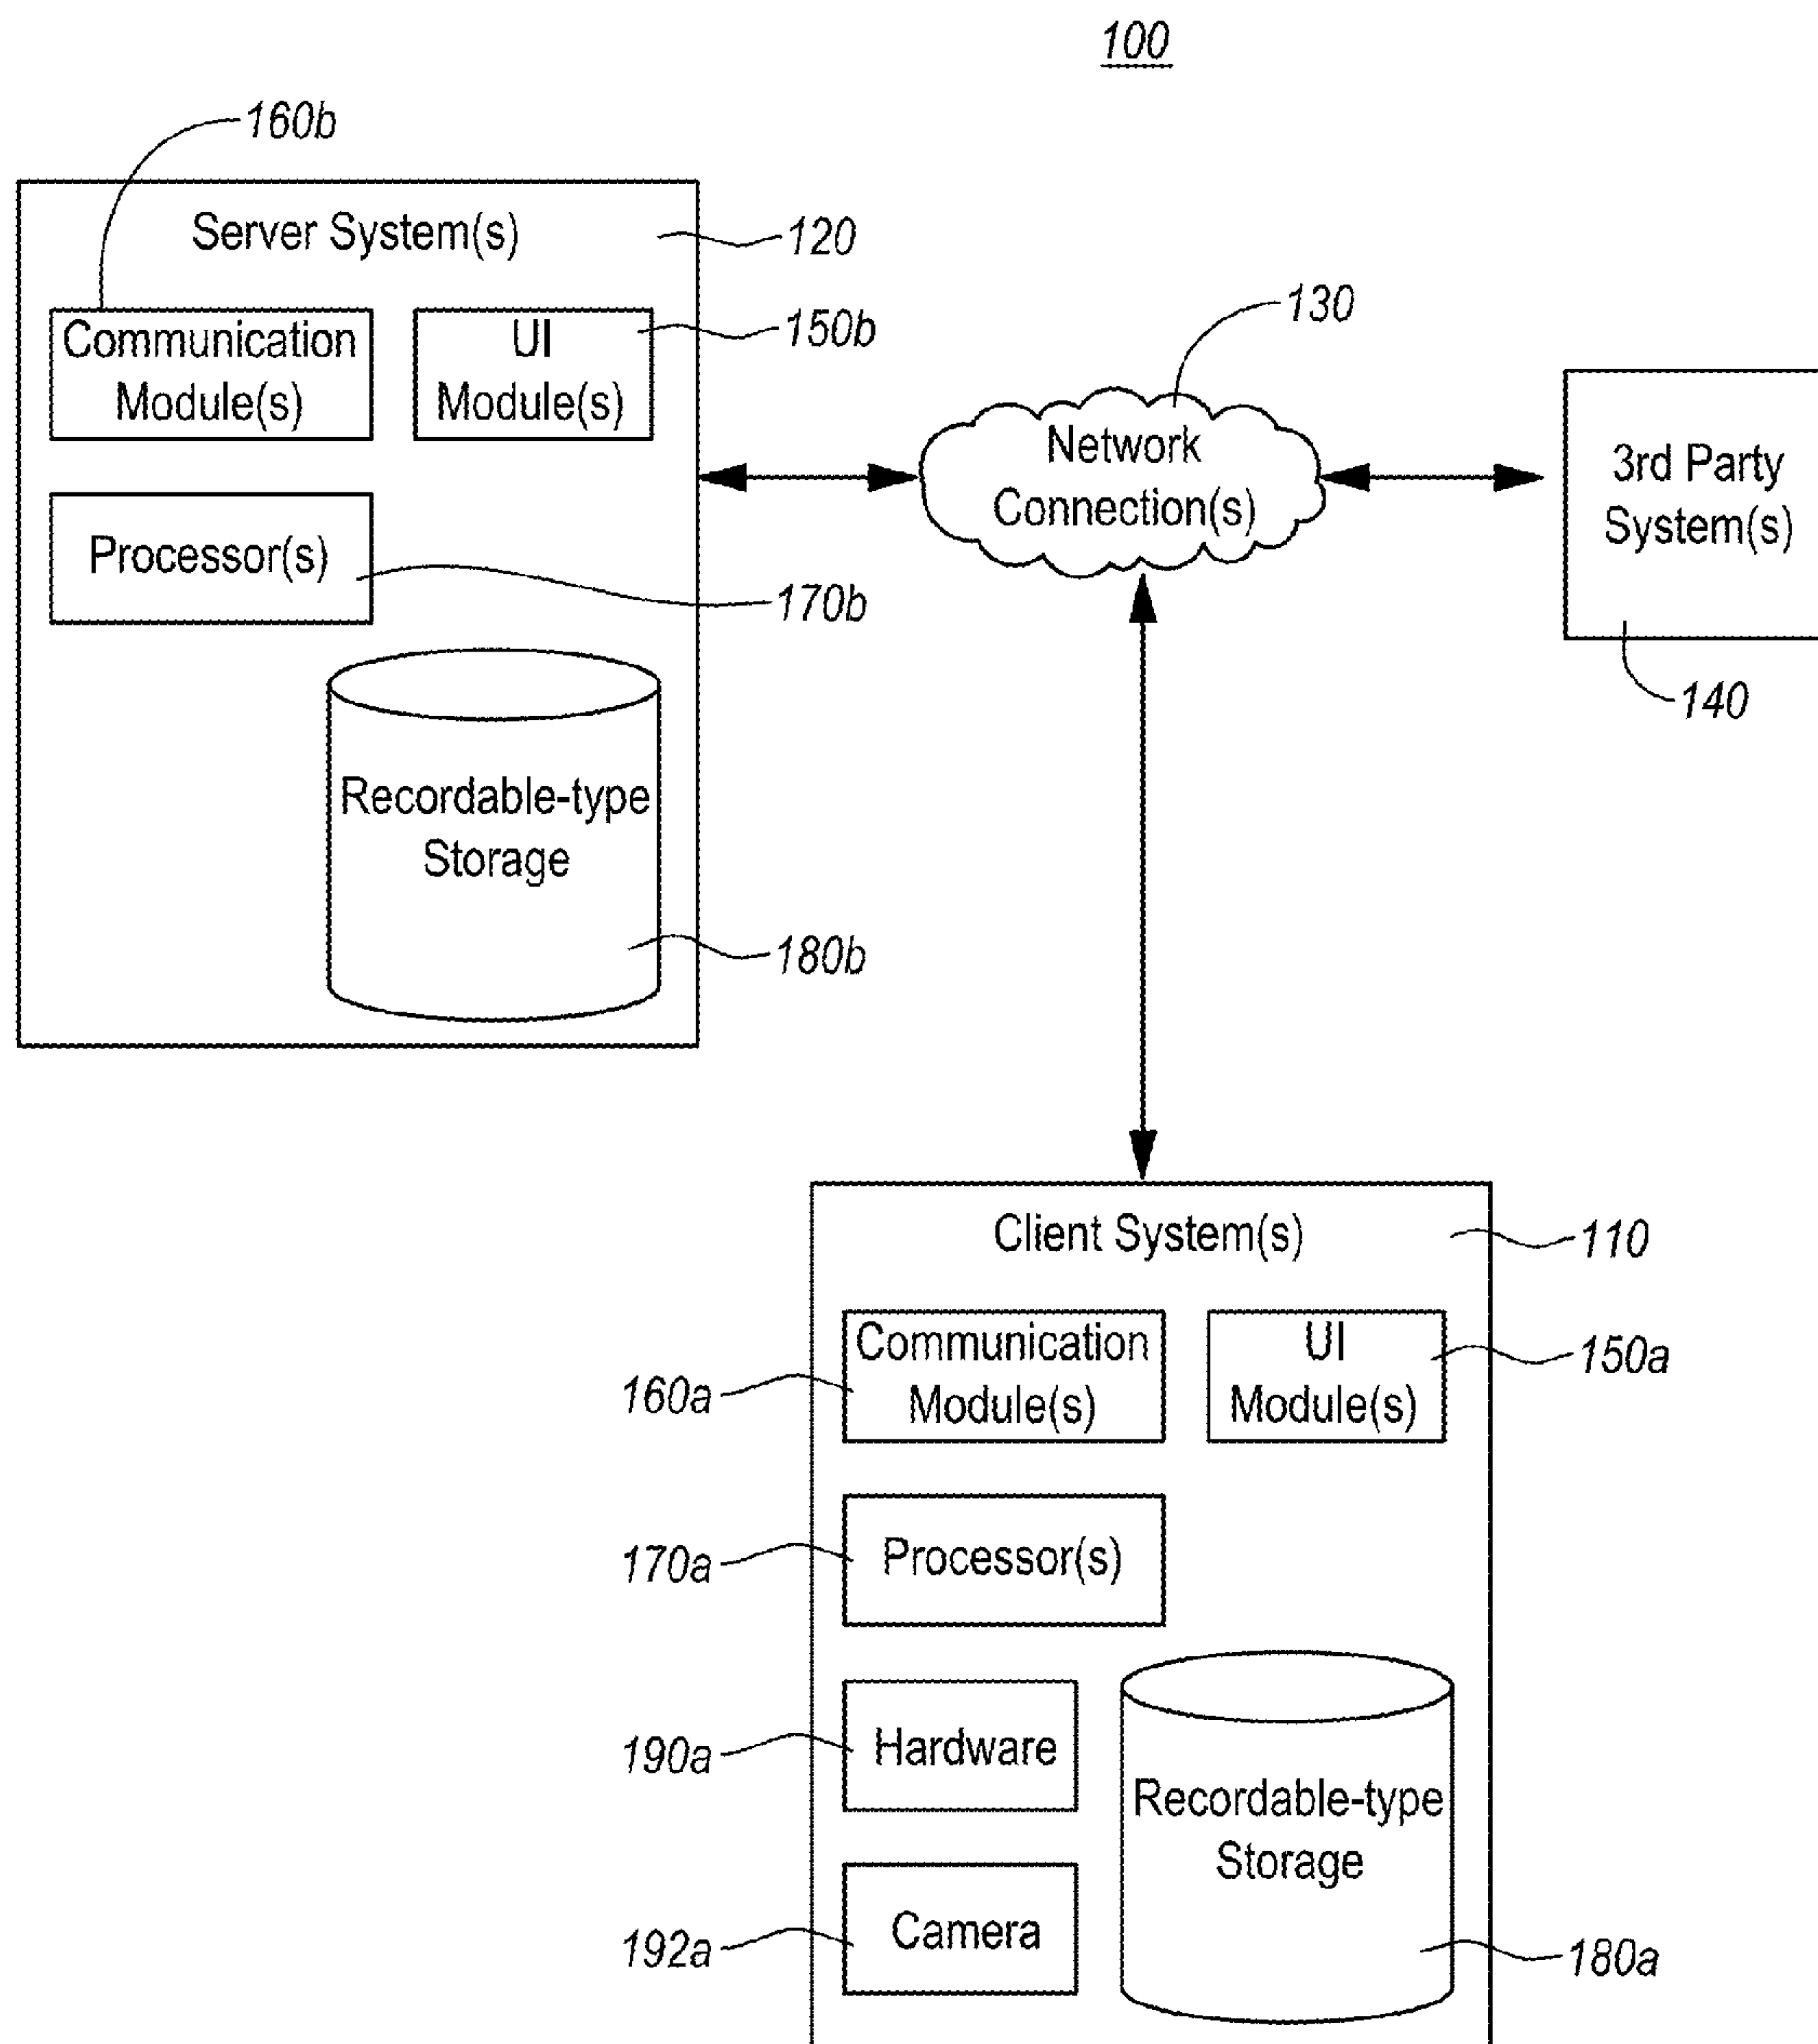 100
160b
Server System(s)
120
Communication
Module(s)
UI
Module(s)
150b
Processor(s)
170b
Recordable-type
Storage
180b
130
Network
Connection(s)
3rd Party
System(s)
140
Client System(s)
110
Communication
Module(s)
160a
UI
Module(s)
150a
Processor(s)
170a
Hardware
190a
Recordable-type
Storage
180a
Camera
192a